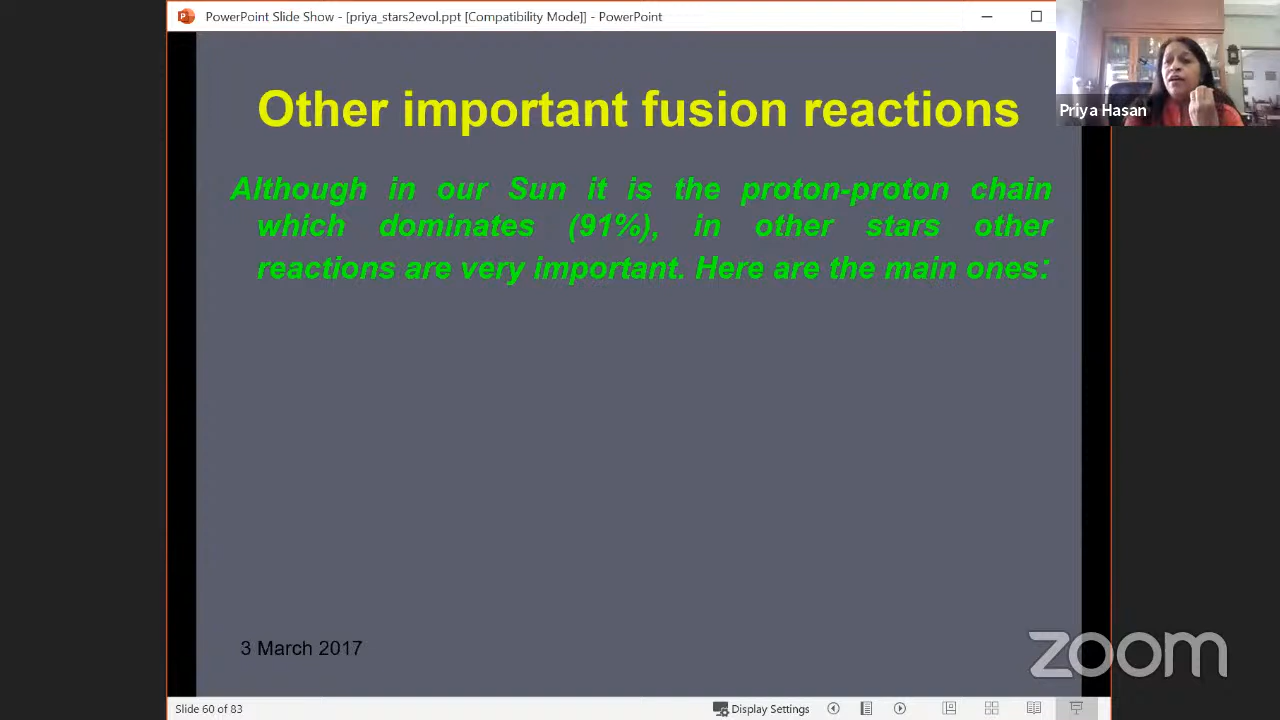 PowerPoint Slide Show - [priya_stars2evol.ppt [Compatibility Mode]] - PowerPoint
Priya Hasan
Other important fusion reactions
Although in our Sun it is the proton-proton chain
which dominates (91%), in other stars other
reactions are very important. Here are the main ones:
3 March 2017
zoom
Slide 60 of 83
Display Settings